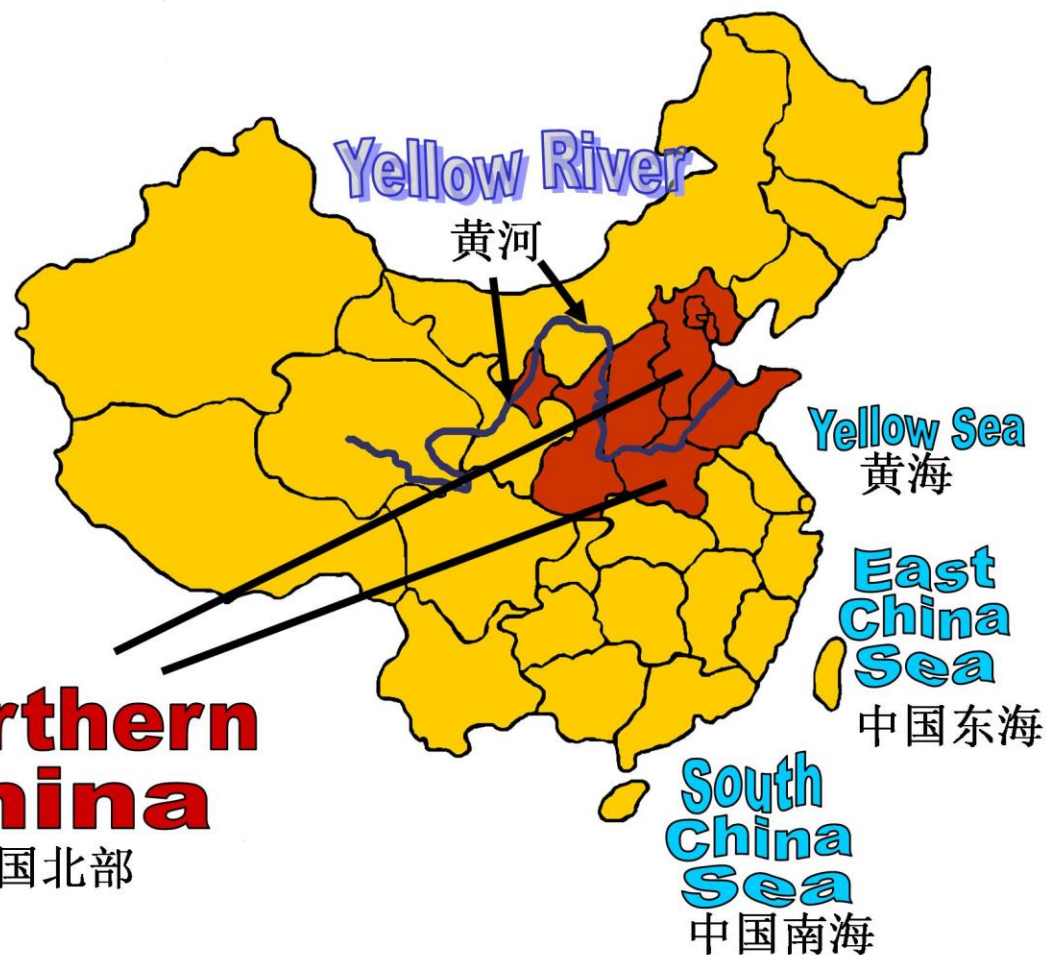 Yellow River
黄河
Yellow Sea
黄海
East
China
Sea
中国东海
rthern
hina
国北部
South
China
Sea
中国南海